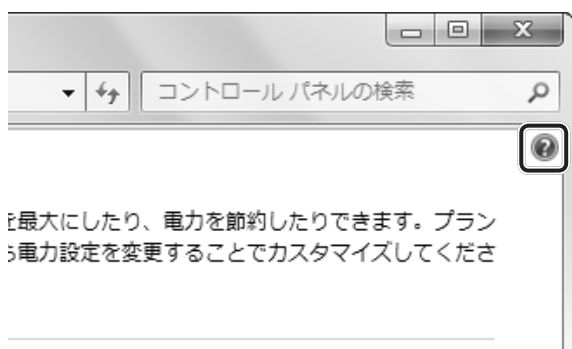 コントロール パネルの検索
を最大にしたり、電力を節約したりできます。プラン
ら電力設定を変更することでカスタマイズしてくださ